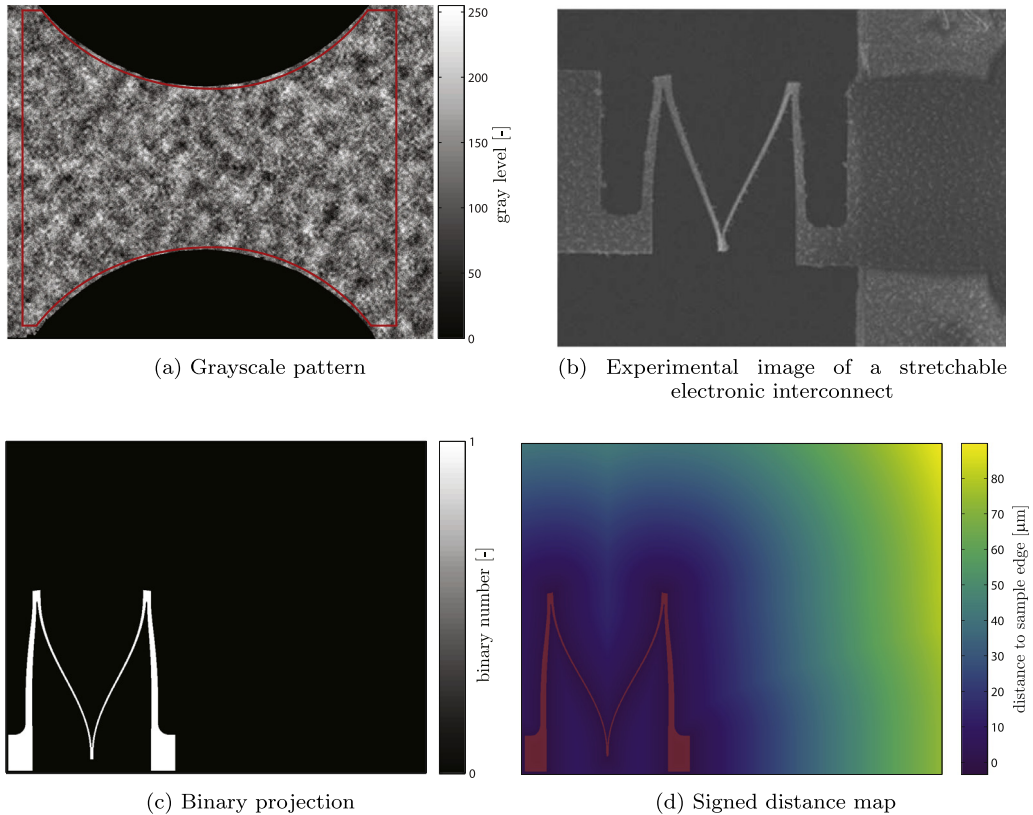 250
200
150
100
50
0
gray level [-]
(a) Grayscale pattern
(b) Experimental image of a stretchable
electronic interconnect
1
0
binary number [-]
80
70
60
50
40
30
20
10
0
distance to sample edge [μm]
(c) Binary projection
(d) Signed distance map